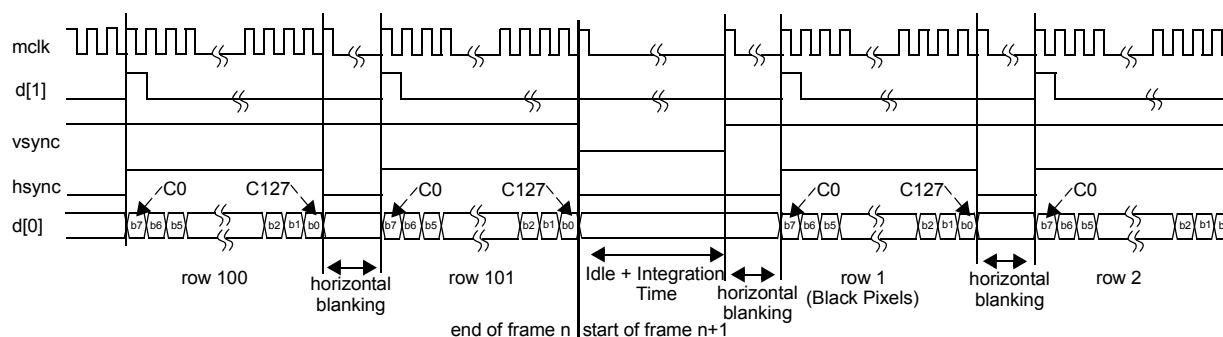 mclk
d[1]
vsync
hsync
C0 C127 C0 C127 C0 C127 C0
d[0] b7 b6 b5 b2 b1 b0 b7 b6 b5 b2 b1 b0 b7 b6 b5 b2 b1 b0 b7 b6 b5 b2 b1
row 100
horizontal
blanking
row 101
Idle + Integration
Time
horizontal
blanking
row 1
(Black Pixels)
horizontal
blanking
row 2
end of frame n
start of frame n+1